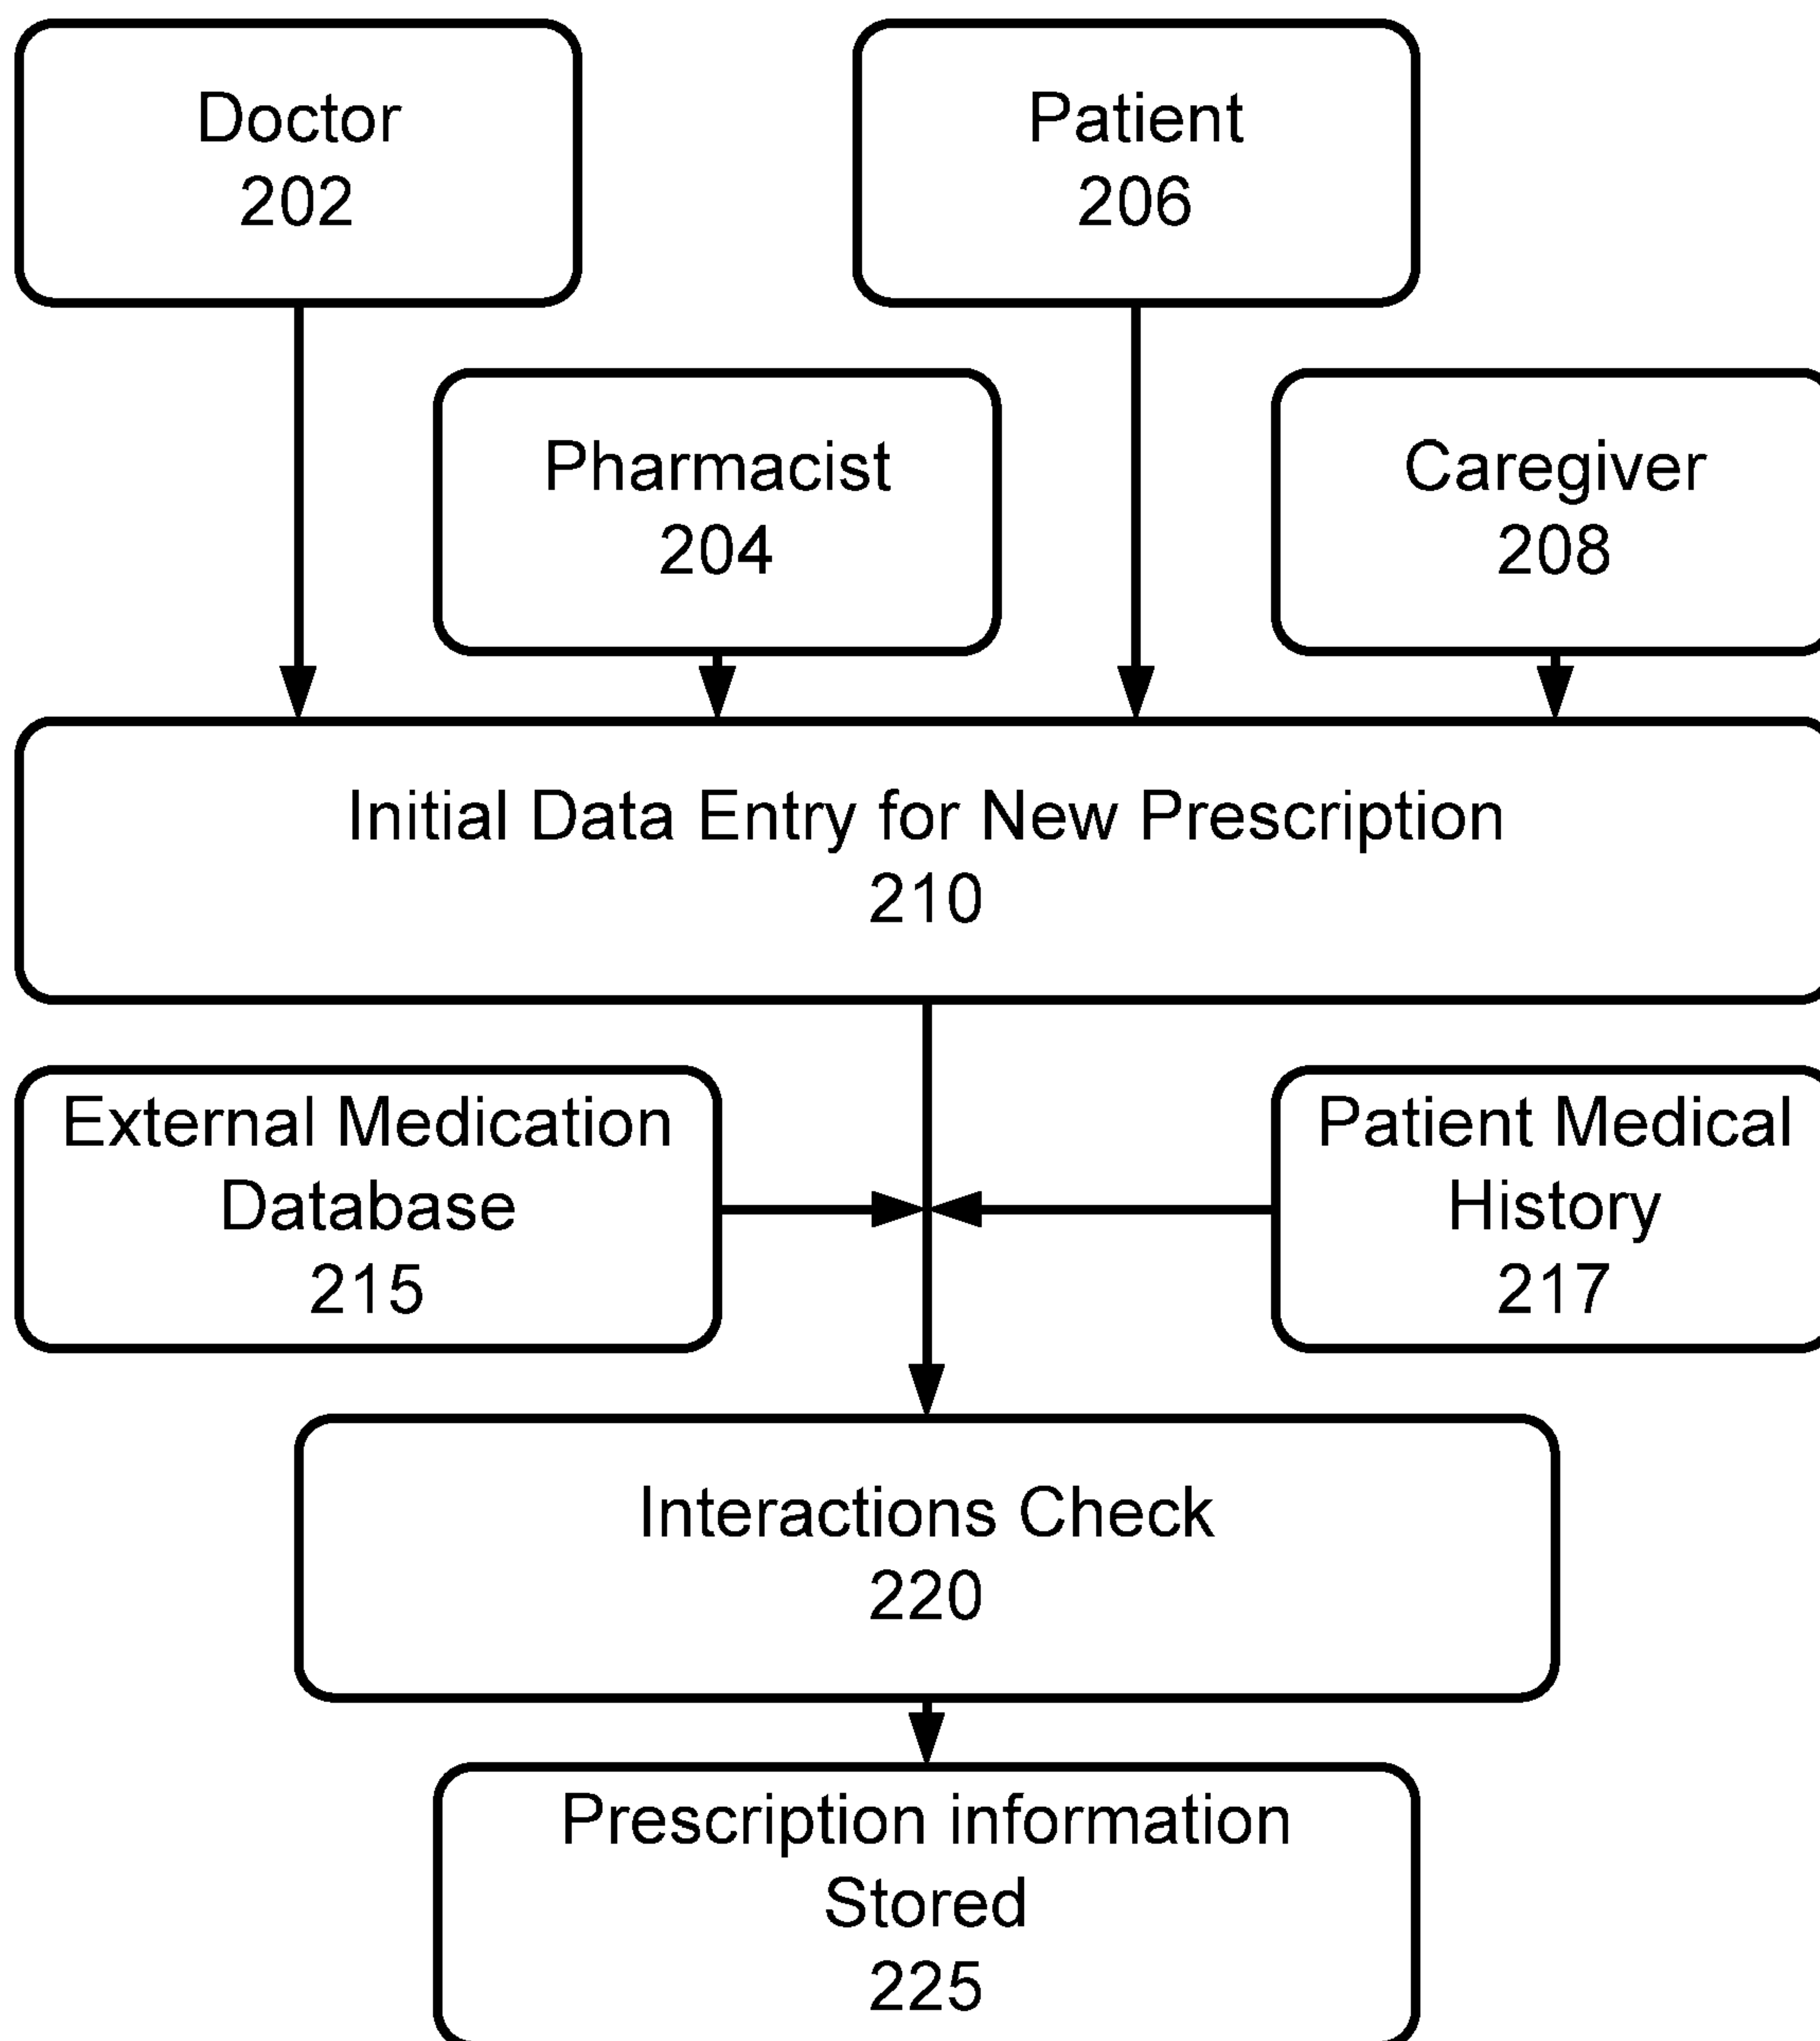 Doctor
202
Patient
206
Pharmacist
204
Caregiver
208
Initial Data Entry for New Prescription
210
External Medication
Database
215
Patient Medical
History
217
Interactions Check
220
Prescription information
Stored
225